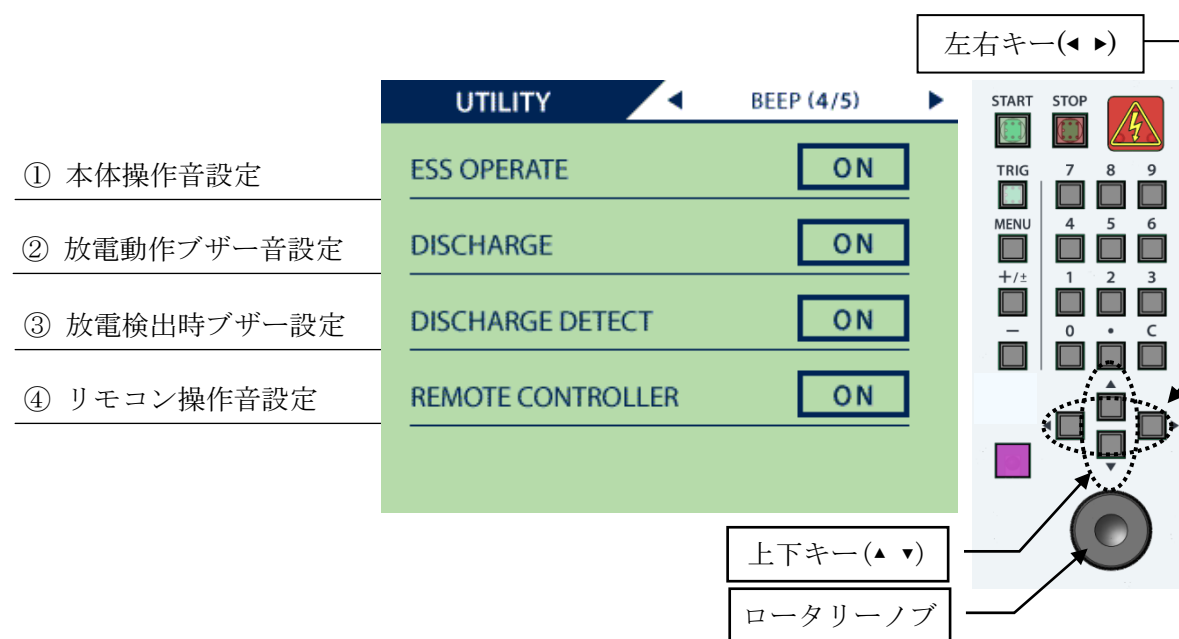 左右キー(◀ ▶)
UTILITY ◀ BEEP (4/5) ▶
① 本体操作音設定
ESS OPERATE ON
② 放電動作ブザー音設定
DISCHARGE ON
③ 放電検出時ブザー設定
DISCHARGE DETECT ON
④ リモコン操作音設定
REMOTE CONTROLLER ON
START STOP
TRIG 7 8 9
MENU 4 5 6
+/± 1 2 3
− 0 • C
▲
◀ ▶
▼
上下キー(▲ ▼)
ロータリーノブ